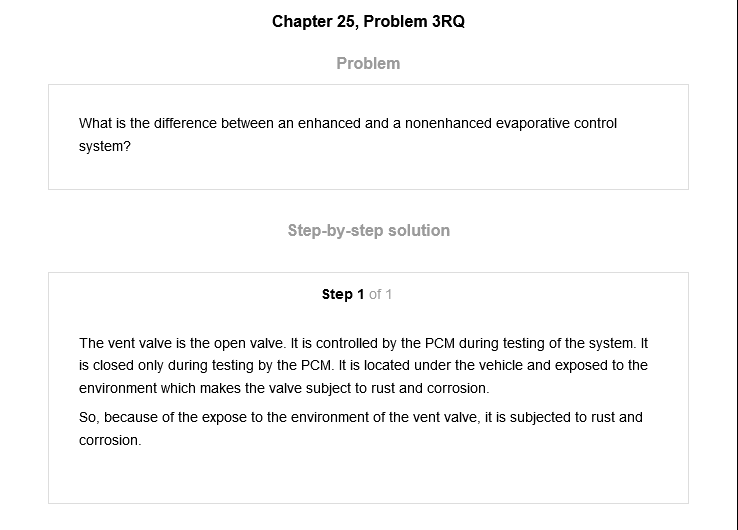 Chapter 25, Problem 3RQ
Problem
What is the difference between an enhanced and a nonenhanced evaporative control
system?
Step-by-step solution
Step 1 of 1
The vent valve is the open valve. It is controlled by the PCM during testing of the system. It
is closed only during testing by the PCM. It is located under the vehicle and exposed to the
environment which makes the valve subject to rust and corrosion.
So, because of the expose to the environment of the vent valve, it is subjected to rust and
corrosion.